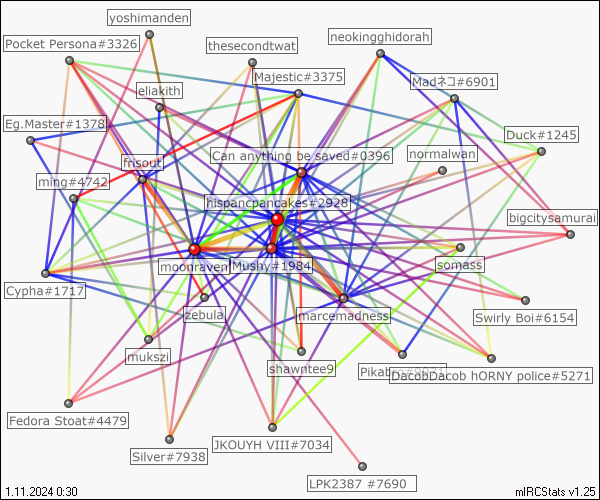 yoshimanden
Pocket Persona#3326
thesecondtwat
neokingghidorah
Majestic#3375
Madネコ#6901
eliakith
Eg.Master#1378
Duck#1245
Can anything be saved#0396
normalwan
frisout
ming#4742
hispancpancakes#2928
bigcitysamurai
moonraven
Mushy#1984
somass
Cypha#1717
zebula
marcemadness
Swirly Boi#6154
mukszi
shawntee9
DacobDacob hORNY police#5271
Fedora Stoat#4479
JKOUYH VIII#7034
Silver#7938
LPK2387 #7690
1.11.2024 0:30
mIRCStats v1.25